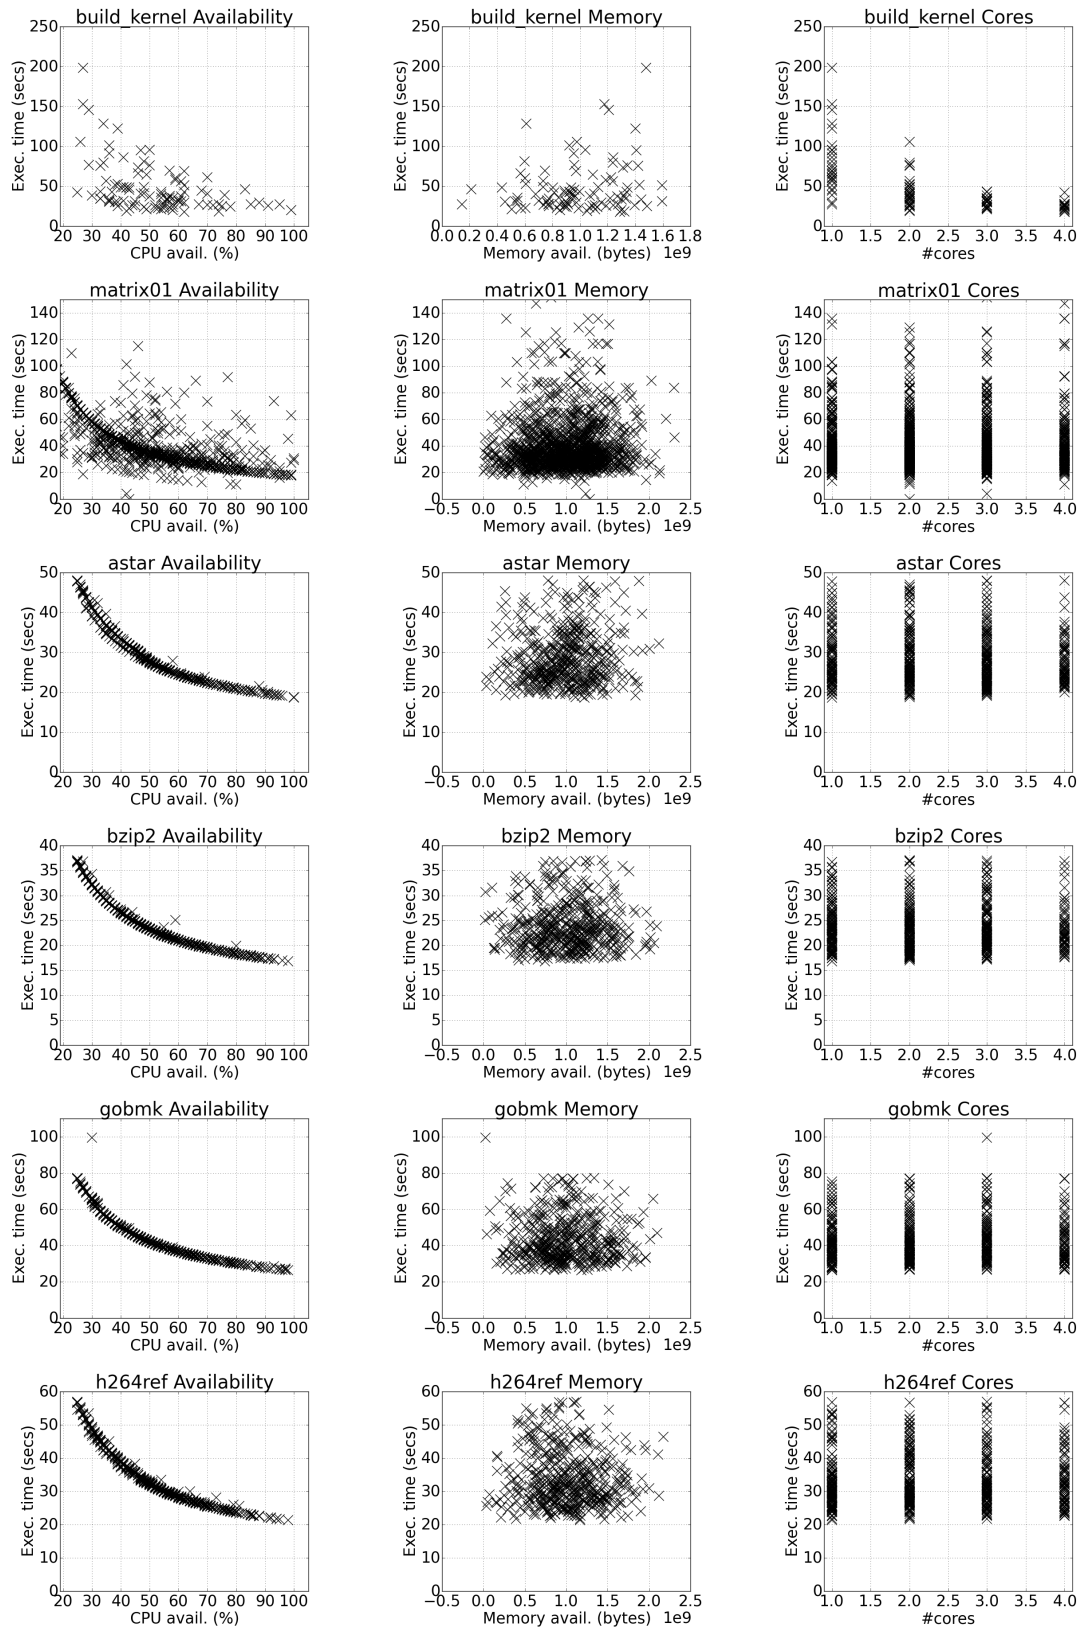 build_kernel Availability
Exec. time (secs)
250
200
150
100
50
0
20 30 40 50 60 70 80 90 100
CPU avail. (%)
build_kernel Memory
Exec. time (secs)
250
200
150
100
50
0
0.0 0.2 0.4 0.6 0.8 1.0 1.2 1.4 1.6 1.8
Memory avail. (bytes) 1e9
build_kernel Cores
Exec. time (secs)
250
200
150
100
50
0
1.0 1.5 2.0 2.5 3.0 3.5 4.0
#cores
matrix01 Availability
Exec. time (secs)
140
120
100
80
60
40
20
0
20 30 40 50 60 70 80 90 100
CPU avail. (%)
matrix01 Memory
Exec. time (secs)
140
120
100
80
60
40
20
0
−0.5 0.0 0.5 1.0 1.5 2.0 2.5
Memory avail. (bytes) 1e9
matrix01 Cores
Exec. time (secs)
140
120
100
80
60
40
20
0
1.0 1.5 2.0 2.5 3.0 3.5 4.0
#cores
astar Availability
Exec. time (secs)
50
40
30
20
10
0
20 30 40 50 60 70 80 90 100
CPU avail. (%)
astar Memory
Exec. time (secs)
50
40
30
20
10
0
−0.5 0.0 0.5 1.0 1.5 2.0 2.5
Memory avail. (bytes) 1e9
astar Cores
Exec. time (secs)
50
40
30
20
10
0
1.0 1.5 2.0 2.5 3.0 3.5 4.0
#cores
bzip2 Availability
Exec. time (secs)
40
35
30
25
20
15
10
5
0
20 30 40 50 60 70 80 90 100
CPU avail. (%)
bzip2 Memory
Exec. time (secs)
40
35
30
25
20
15
10
5
0
−0.5 0.0 0.5 1.0 1.5 2.0 2.5
Memory avail. (bytes) 1e9
bzip2 Cores
Exec. time (secs)
40
35
30
25
20
15
10
5
0
1.0 1.5 2.0 2.5 3.0 3.5 4.0
#cores
gobmk Availability
Exec. time (secs)
100
80
60
40
20
0
20 30 40 50 60 70 80 90 100
CPU avail. (%)
gobmk Memory
Exec. time (secs)
100
80
60
40
20
0
−0.5 0.0 0.5 1.0 1.5 2.0 2.5
Memory avail. (bytes) 1e9
gobmk Cores
Exec. time (secs)
100
80
60
40
20
0
1.0 1.5 2.0 2.5 3.0 3.5 4.0
#cores
h264ref Availability
Exec. time (secs)
60
50
40
30
20
10
0
20 30 40 50 60 70 80 90 100
CPU avail. (%)
h264ref Memory
Exec. time (secs)
60
50
40
30
20
10
0
−0.5 0.0 0.5 1.0 1.5 2.0 2.5
Memory avail. (bytes) 1e9
h264ref Cores
Exec. time (secs)
60
50
40
30
20
10
0
1.0 1.5 2.0 2.5 3.0 3.5 4.0
#cores